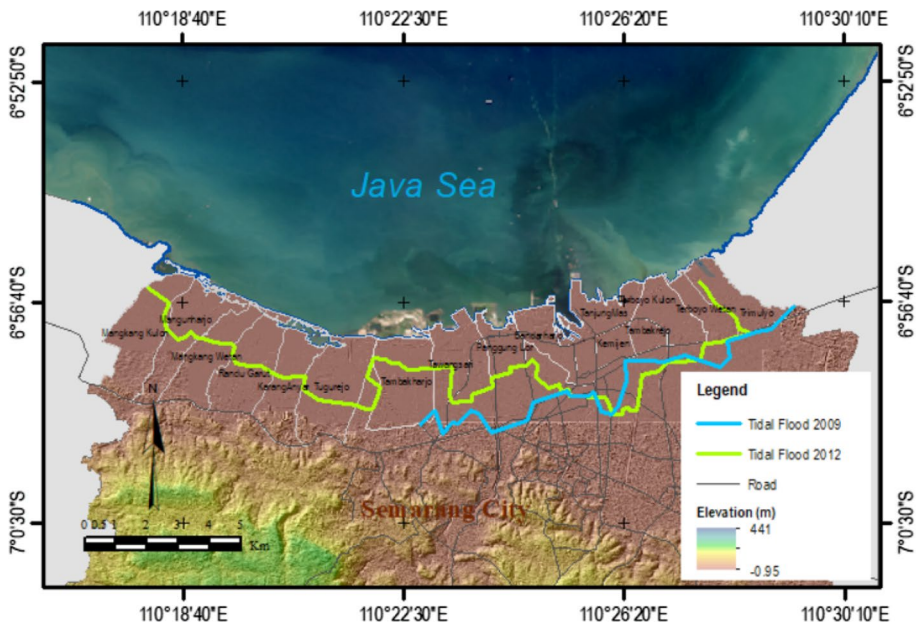 110°18'40"E 110°22'30"E 110°26'20"E 110°30'10"E
6°52'50"S 6°52'50"S
Java Sea
6°56'40"S 6°56'40"S
Terboyo Kulon
TanjungMas Terboyo Wetan Trimulyo
Mangunharjo
Mangkang Kulon Bandarharjo Tambakrejo
Kemijen
Panggung Lor
Mangkang Wetan
Tawangsari
Randu Garut
KarangAnyar Tugurejo Tambakharjo
N
Legend
Tidal Flood 2009
Tidal Flood 2012
Road
Elevation (m)
441
-0.95
Semarang City
7°0'30"S 7°0'30"S
0 0.5 1 2 3 4 5
Km
110°18'40"E 110°22'30"E 110°26'20"E 110°30'10"E